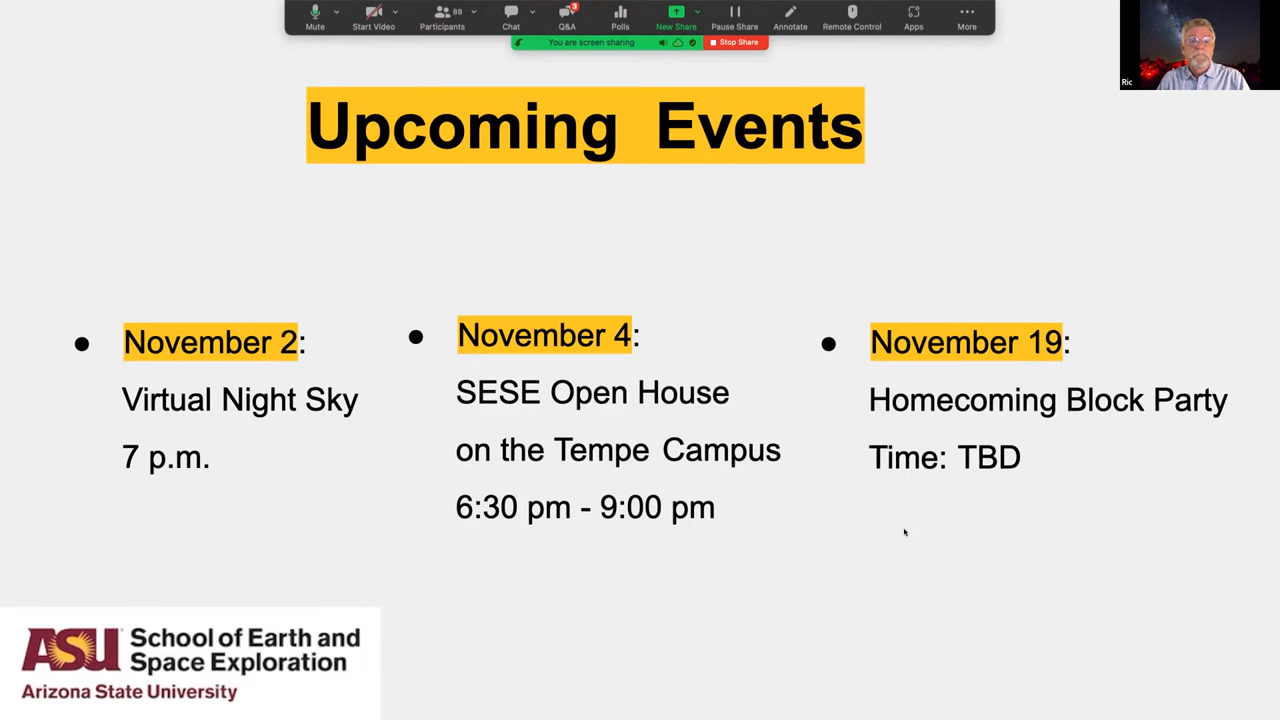 Mute
Start Video
Participants 88
Chat
Q&A 3
Polls
New Share
Pause Share
Annotate
Remote Control
Apps
More
You are screen sharing
Stop Share
Ric
Upcoming Events
● November 2:
Virtual Night Sky
7 p.m.
● November 4:
SESE Open House
on the Tempe Campus
6:30 pm - 9:00 pm
● November 19:
Homecoming Block Party
Time: TBD
ASU School of Earth and
Space Exploration
Arizona State University